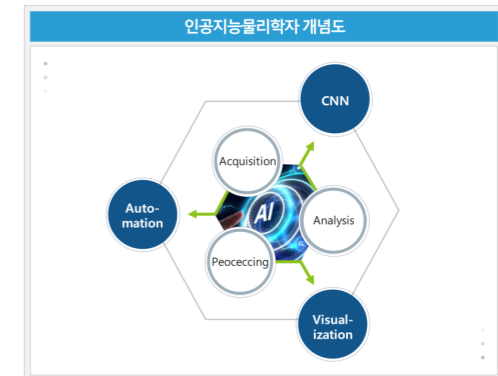 인공지능물리학자 개념도
CNN
Acquisition
Auto-
mation
AI
Analysis
Peoceccing
Visual-
ization